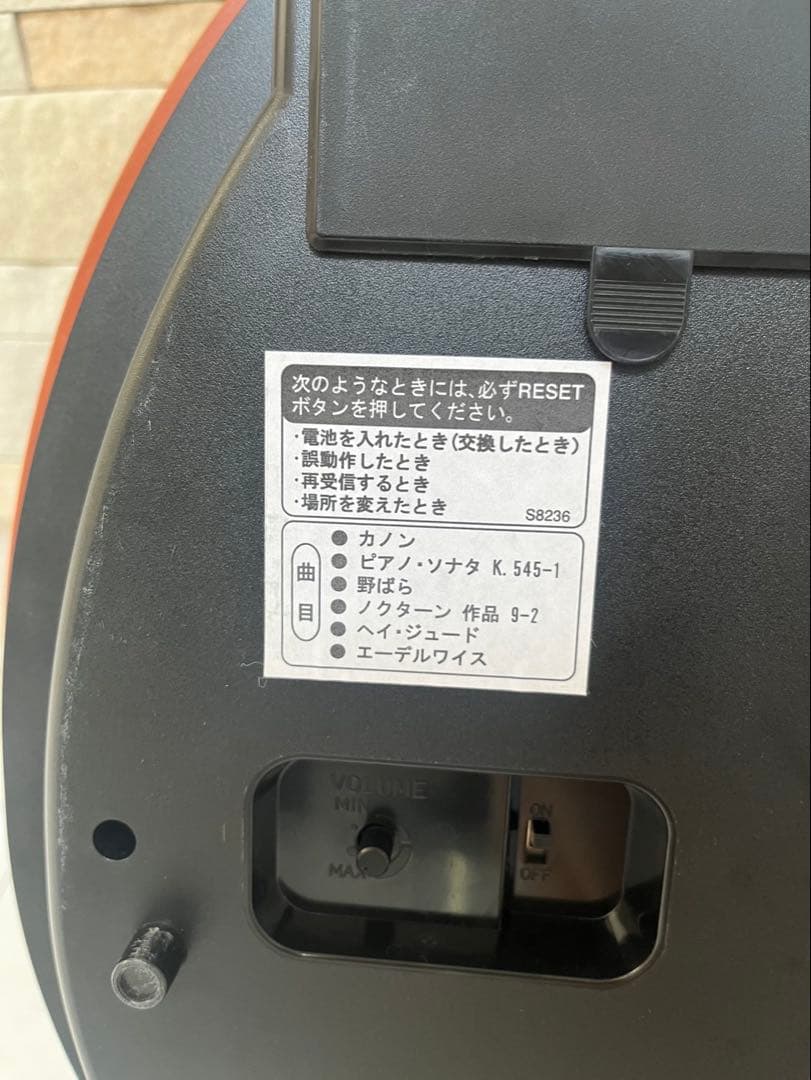 次のようなときには、必ずRESET
ボタンを押してください。
・電池を入れたとき(交換したとき)
・誤動作したとき
・再受信するとき
・場所を変えたとき
S8236
曲目
● カノン
● ピアノ・ソナタ K. 545-1
● 野ばら
● ノクターン 作品 9-2
● ヘイ・ジュード
● エーデルワイス
VOLUME
MIN
MAX
ON
OFF